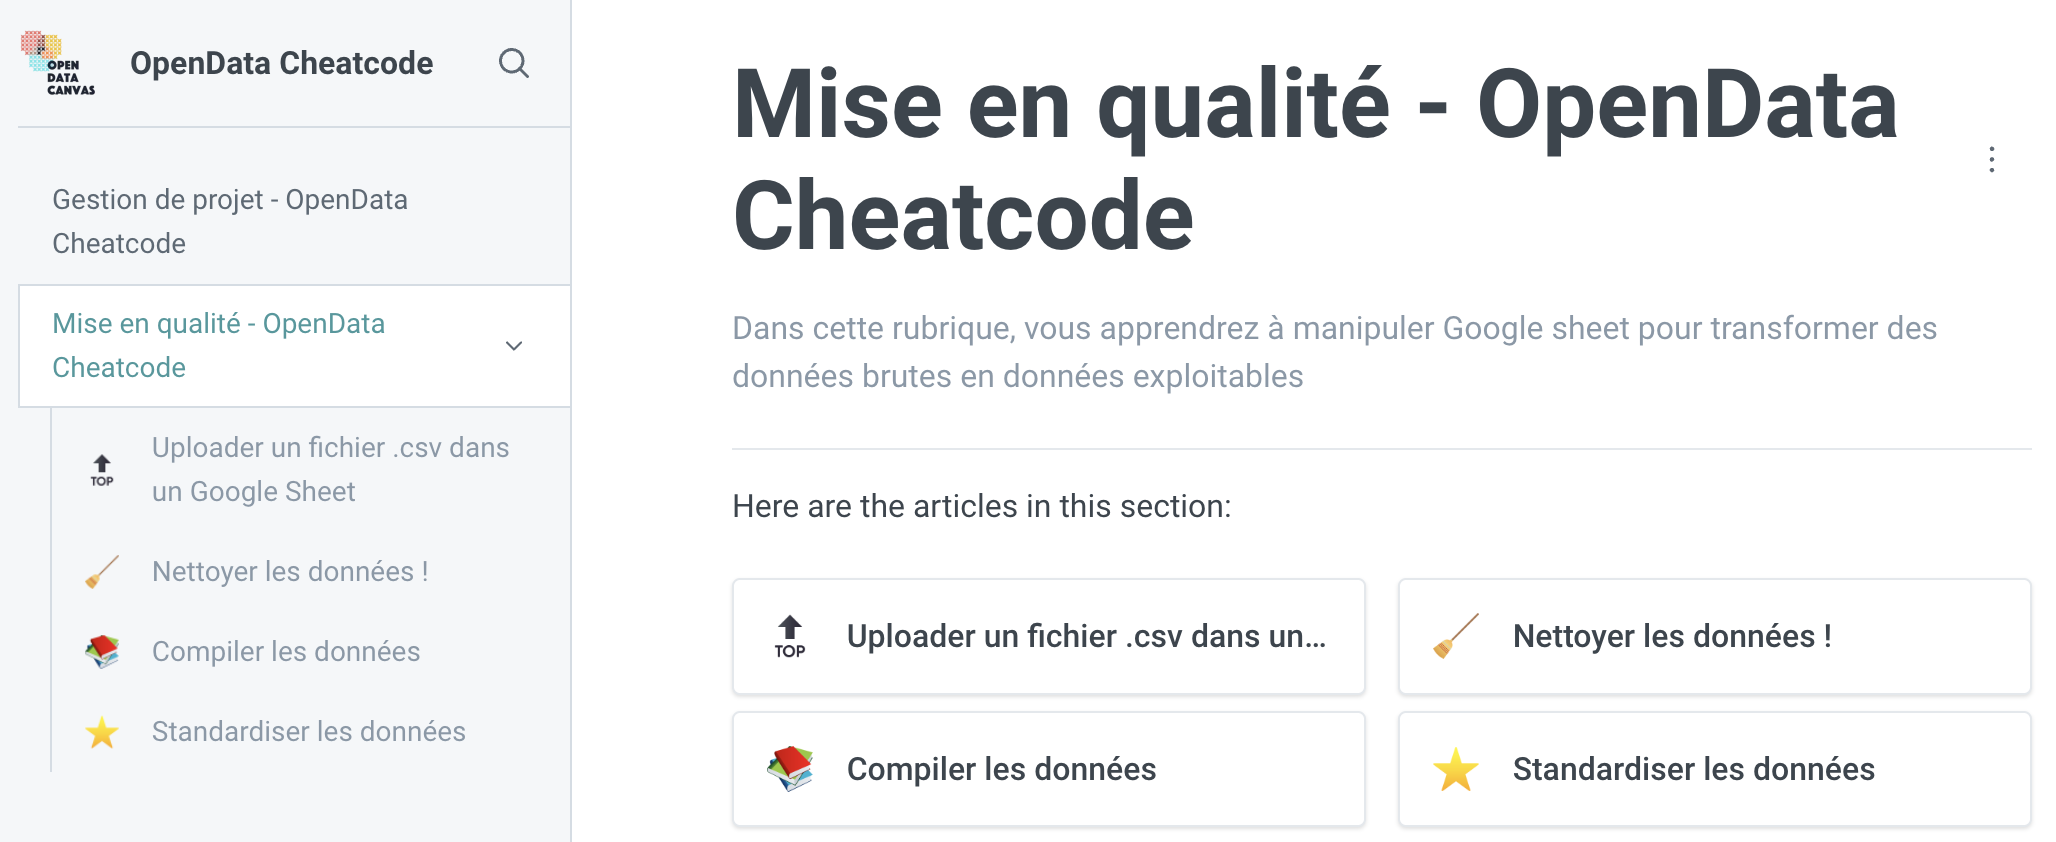 OPEN
DATA
CANVAS
OpenData Cheatcode
Gestion de projet - OpenData
Cheatcode
Mise en qualité - OpenData
Cheatcode
TOP
Uploader un fichier .csv dans
un Google Sheet
Nettoyer les données !
Compiler les données
Standardiser les données
Mise en qualité - OpenData
Cheatcode
Dans cette rubrique, vous apprendrez à manipuler Google sheet pour transformer des
données brutes en données exploitables
Here are the articles in this section:
TOP
Uploader un fichier .csv dans un...
Nettoyer les données !
Compiler les données
Standardiser les données